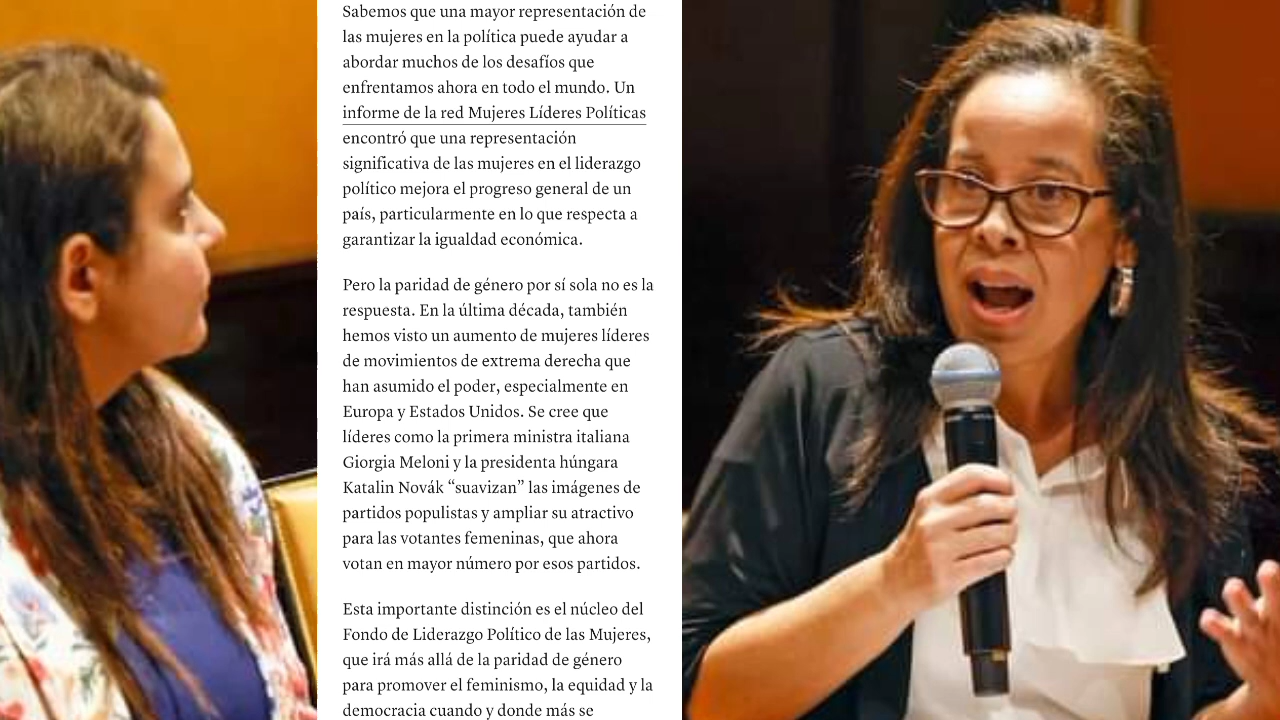 Sabemos que una mayor representación de
las mujeres en la política puede ayudar a
abordar muchos de los desafíos que
enfrentamos ahora en todo el mundo. Un
informe de la red Mujeres Líderes Políticas
encontró que una representación
significativa de las mujeres en el liderazgo
político mejora el progreso general de un
país, particularmente en lo que respecta a
garantizar la igualdad económica.
Pero la paridad de género por sí sola no es la
respuesta. En la última década, también
hemos visto un aumento de mujeres líderes
de movimientos de extrema derecha que
han asumido el poder, especialmente en
Europa y Estados Unidos. Se cree que
líderes como la primera ministra italiana
Giorgia Meloni y la presidenta húngara
Katalin Novák “suavizan” las imágenes de
partidos populistas y ampliar su atractivo
para las votantes femeninas, que ahora
votan en mayor número por esos partidos.
Esta importante distinción es el núcleo del
Fondo de Liderazgo Político de las Mujeres,
que irá más allá de la paridad de género
para promover el feminismo, la equidad y la
democracia cuando y donde más se